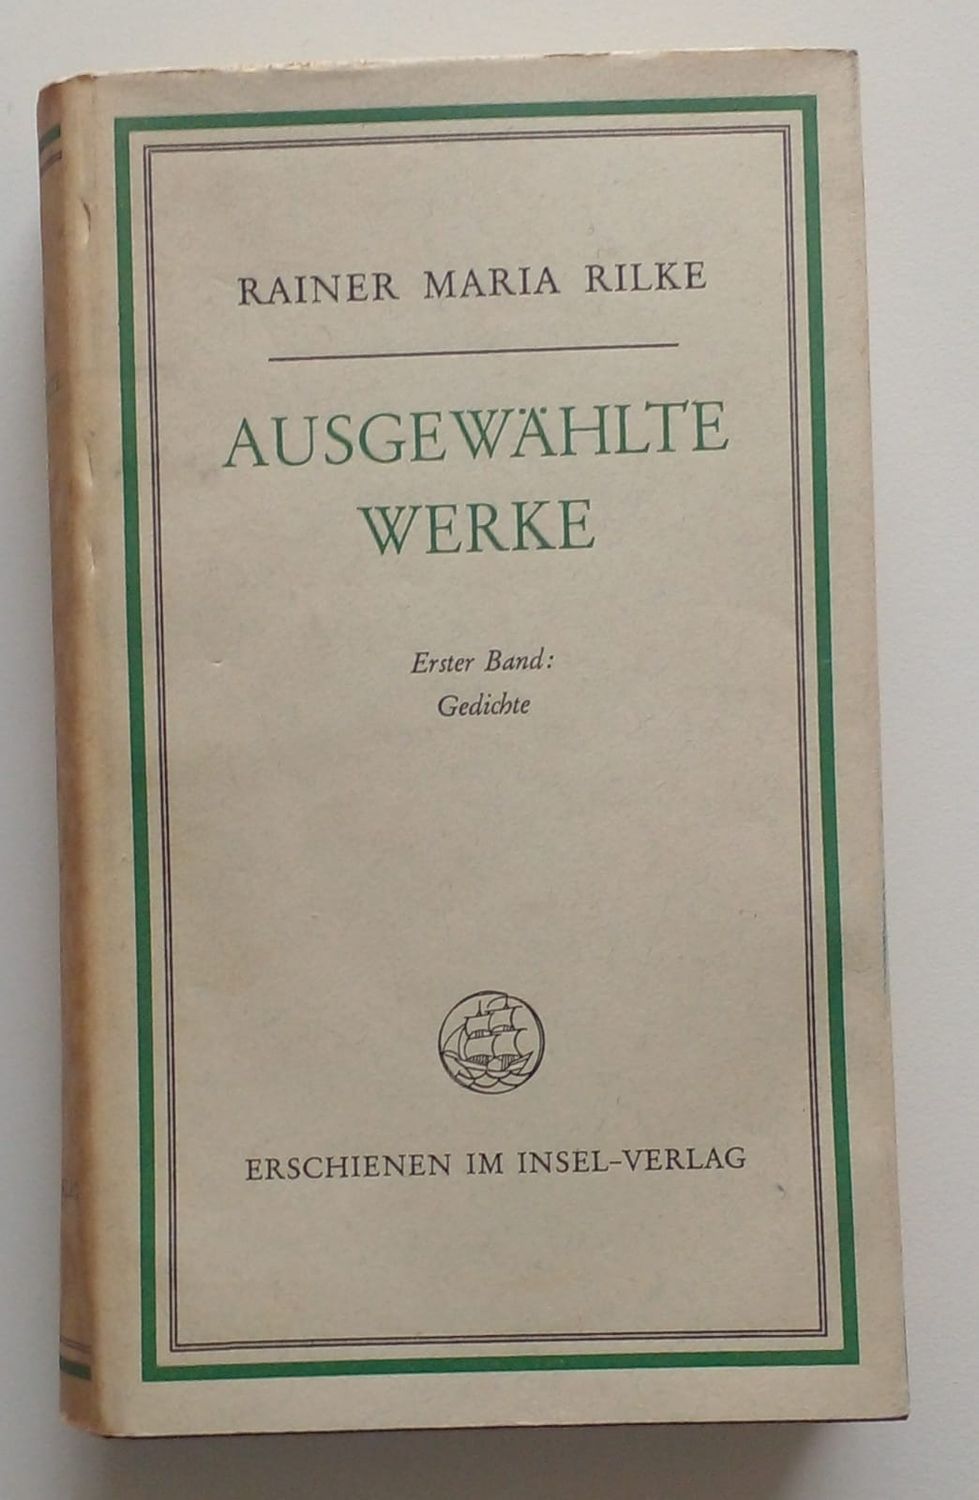 RAINER MARIA RILKE
AUSGEWÄHLTE
WERKE
Erster Band:
Gedichte
ERSCHIENEN IM INSEL-VERLAG